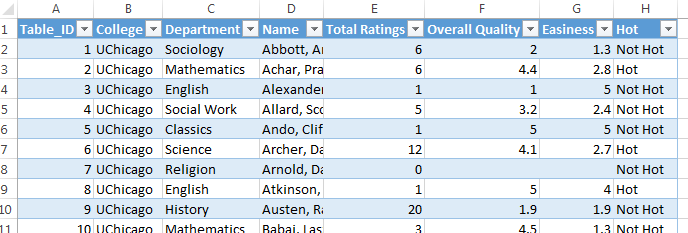 A B C D E F G H
1 Table_ID College Department Name Total Ratings Overall Quality Easiness Hot
2 1 UChicago Sociology Abbott, A 6 2 1.3 Not Hot
3 2 UChicago Mathematics Achar, Pra 6 4.4 2.8 Hot
4 3 UChicago English Alexander 1 1 5 Not Hot
5 4 UChicago Social Work Allard, Sco 5 3.2 2.4 Not Hot
6 5 UChicago Classics Ando, Clif 1 5 5 Not Hot
7 6 UChicago Science Archer, Da 12 4.1 2.7 Hot
8 7 UChicago Religion Arnold, Da 0 Not Hot
9 8 UChicago English Atkinson, 1 5 4 Hot
10 9 UChicago History Austen, Ra 20 1.9 1.9 Not Hot
11 10 UChicago Mathematics Babai, Las 3 4.5 1.3 Not Hot